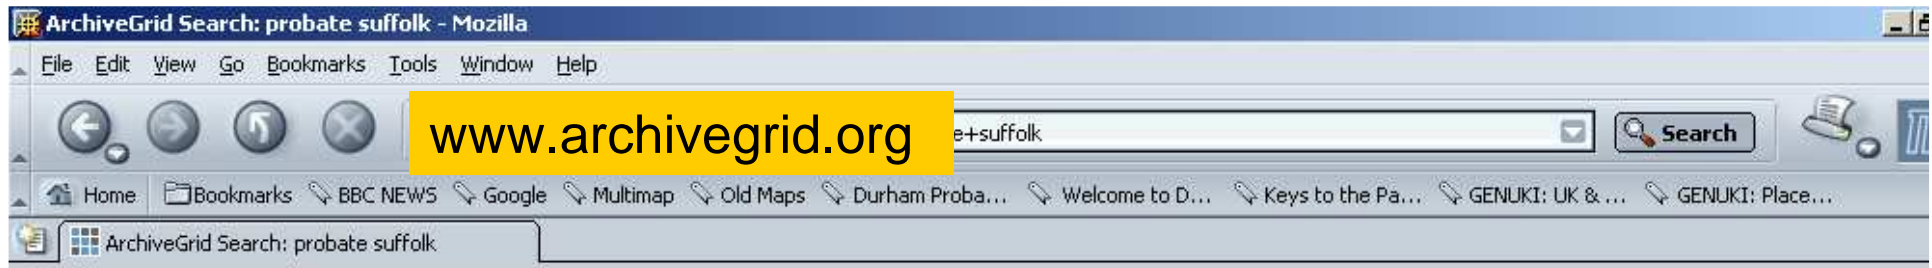 ArchiveGrid Search: probate suffolk - Mozilla
File Edit View Go Bookmarks Tools Window Help
www.archivegrid.org e+suffolk Search
Home Bookmarks BBC NEWS Google Multimap Old Maps Durham Proba... Welcome to D... Keys to the Pa... GENUKI: UK & ... GENUKI: Place...
ArchiveGrid Search: probate suffolk